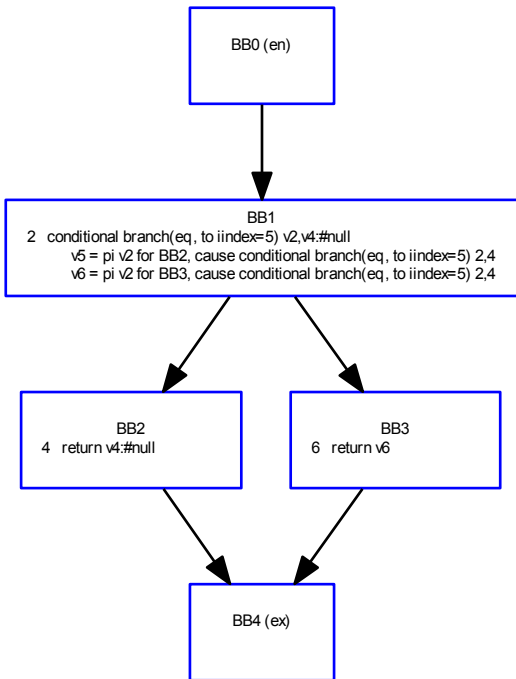 BB0 (en)
BB1
2 conditional branch(eq, to iindex=5) v2,v4:#null
v5 = pi v2 for BB2, cause conditional branch(eq, to iindex=5) 2,4
v6 = pi v2 for BB3, cause conditional branch(eq, to iindex=5) 2,4
BB2
4 return v4:#null
BB3
6 return v6
BB4 (ex)